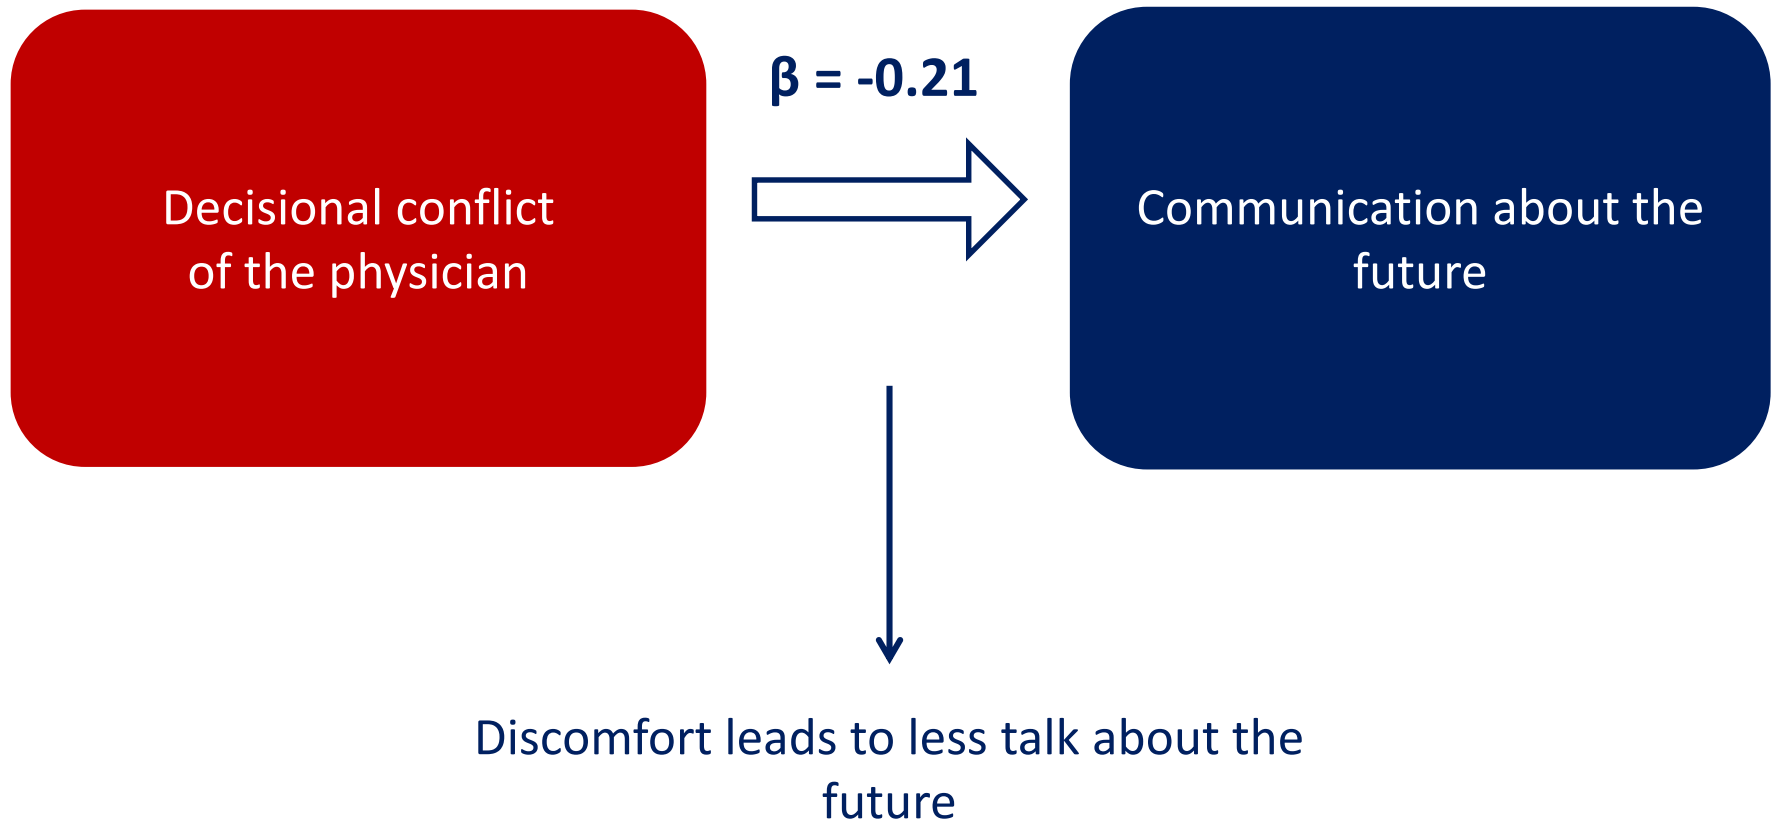 β = -0.21
Decisional conflict
of the physician
Communication about the
future
Discomfort leads to less talk about the
future